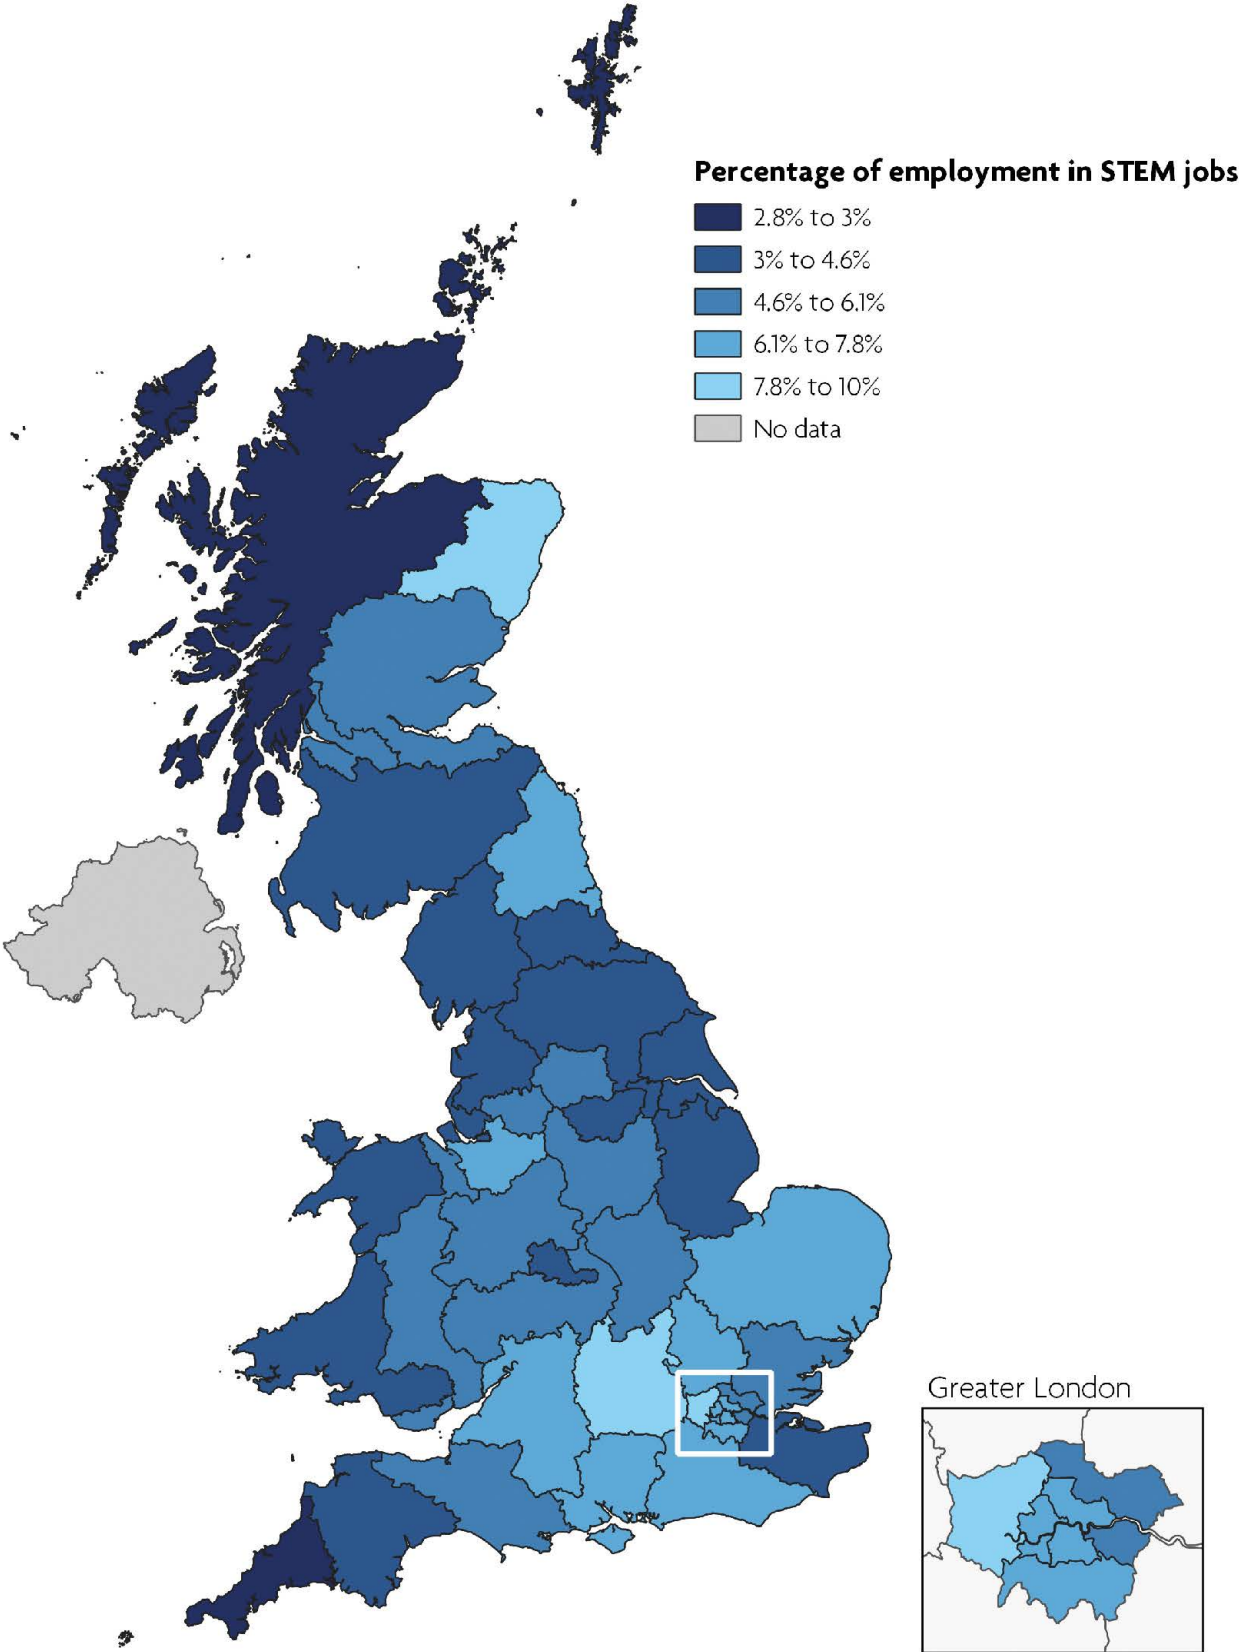 Percentage of employment in STEM jobs
2.8% to 3%
3% to 4.6%
4.6% to 6.1%
6.1% to 7.8%
7.8% to 10%
No data
Greater London